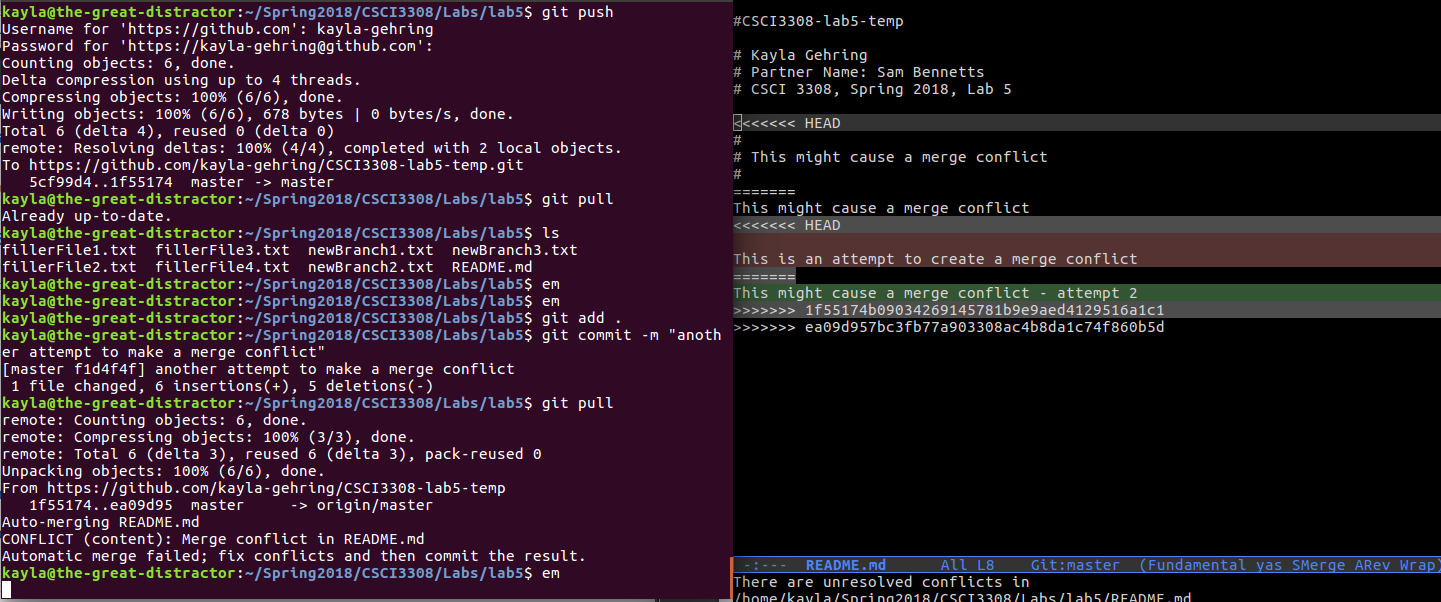 kayla@the-great-distractor:~/Spring2018/CSCI3308/Labs/lab5$ git push
Username for 'https://github.com': kayla-gehring
Password for 'https://kayla-gehring@github.com':
Counting objects: 6, done.
Delta compression using up to 4 threads.
Compressing objects: 100% (6/6), done.
Writing objects: 100% (6/6), 678 bytes | 0 bytes/s, done.
Total 6 (delta 4), reused 0 (delta 0)
remote: Resolving deltas: 100% (4/4), completed with 2 local objects.
To https://github.com/kayla-gehring/CSCI3308-lab5-temp.git
   5cf99d4..1f55174  master -> master
kayla@the-great-distractor:~/Spring2018/CSCI3308/Labs/lab5$ git pull
Already up-to-date.
kayla@the-great-distractor:~/Spring2018/CSCI3308/Labs/lab5$ ls
fillerFile1.txt  fillerFile3.txt  newBranch1.txt  newBranch3.txt
fillerFile2.txt  fillerFile4.txt  newBranch2.txt  README.md
kayla@the-great-distractor:~/Spring2018/CSCI3308/Labs/lab5$ em
kayla@the-great-distractor:~/Spring2018/CSCI3308/Labs/lab5$ em
kayla@the-great-distractor:~/Spring2018/CSCI3308/Labs/lab5$ git add .
kayla@the-great-distractor:~/Spring2018/CSCI3308/Labs/lab5$ git commit -m "anoth
er attempt to make a merge conflict"
[master f1d4f4f] another attempt to make a merge conflict
 1 file changed, 6 insertions(+), 5 deletions(-)
kayla@the-great-distractor:~/Spring2018/CSCI3308/Labs/lab5$ git pull
remote: Counting objects: 6, done.
remote: Compressing objects: 100% (3/3), done.
remote: Total 6 (delta 3), reused 6 (delta 3), pack-reused 0
Unpacking objects: 100% (6/6), done.
From https://github.com/kayla-gehring/CSCI3308-lab5-temp
   1f55174..ea09d95  master     -> origin/master
Auto-merging README.md
CONFLICT (content): Merge conflict in README.md
Automatic merge failed; fix conflicts and then commit the result.
kayla@the-great-distractor:~/Spring2018/CSCI3308/Labs/lab5$ em
#CSCI3308-lab5-temp
# Kayla Gehring
# Partner Name: Sam Bennetts
# CSCI 3308, Spring 2018, Lab 5
<<<<<<< HEAD
#
# This might cause a merge conflict
#
=======
This might cause a merge conflict
<<<<<<< HEAD
This is an attempt to create a merge conflict
=======
This might cause a merge conflict - attempt 2
>>>>>>> 1f55174b09034269145781b9e9aed4129516a1c1
>>>>>>> ea09d957bc3fb77a903308ac4b8da1c74f860b5d
-:---  README.md      All L8    Git:master  (Fundamental yas SMerge ARev Wrap)
There are unresolved conflicts in
/home/kayla/Spring2018/CSCI3308/Labs/lab5/README.md